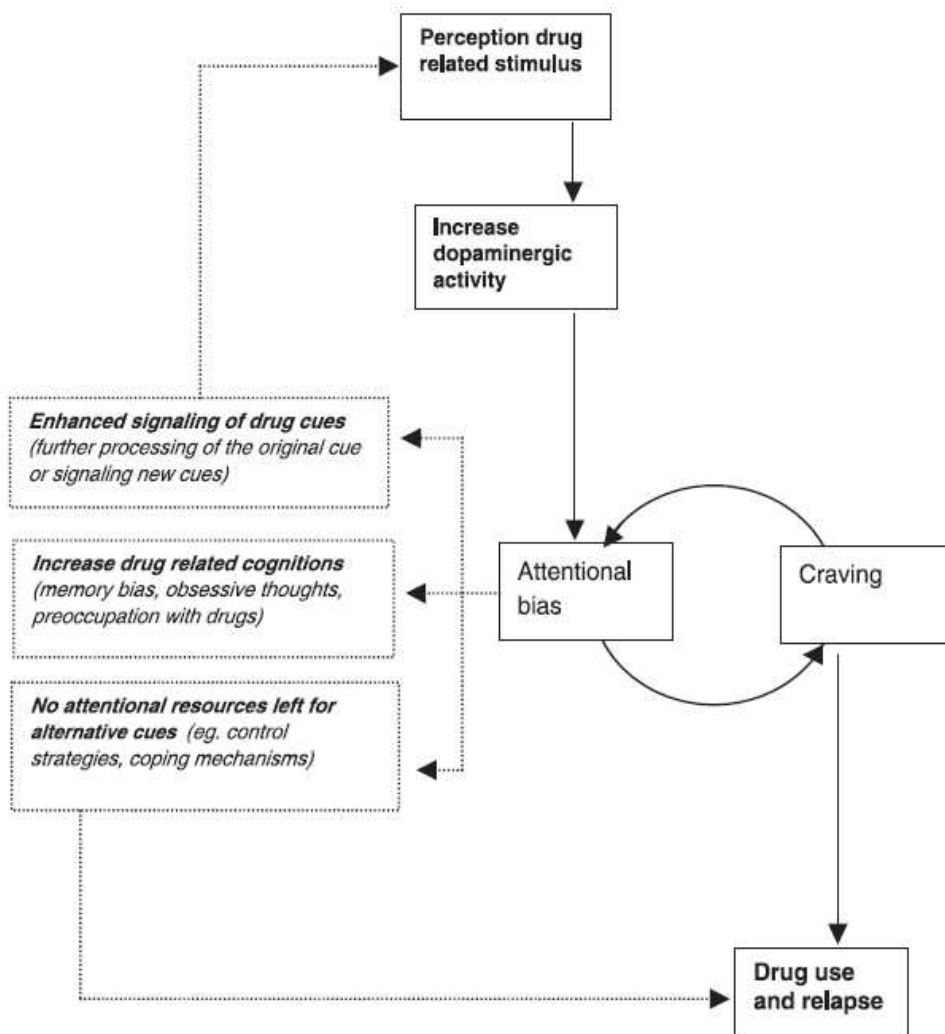 Perception drug
related stimulus
Increase
dopaminergic
activity
Enhanced signaling of drug cues
(further processing of the original cue
or signaling new cues)
Increase drug related cognitions
(memory bias, obsessive thoughts,
preoccupation with drugs)
No attentional resources left for
alternative cues (eg. control
strategies, coping mechanisms)
Attentional
bias
Craving
Drug use
and relapse